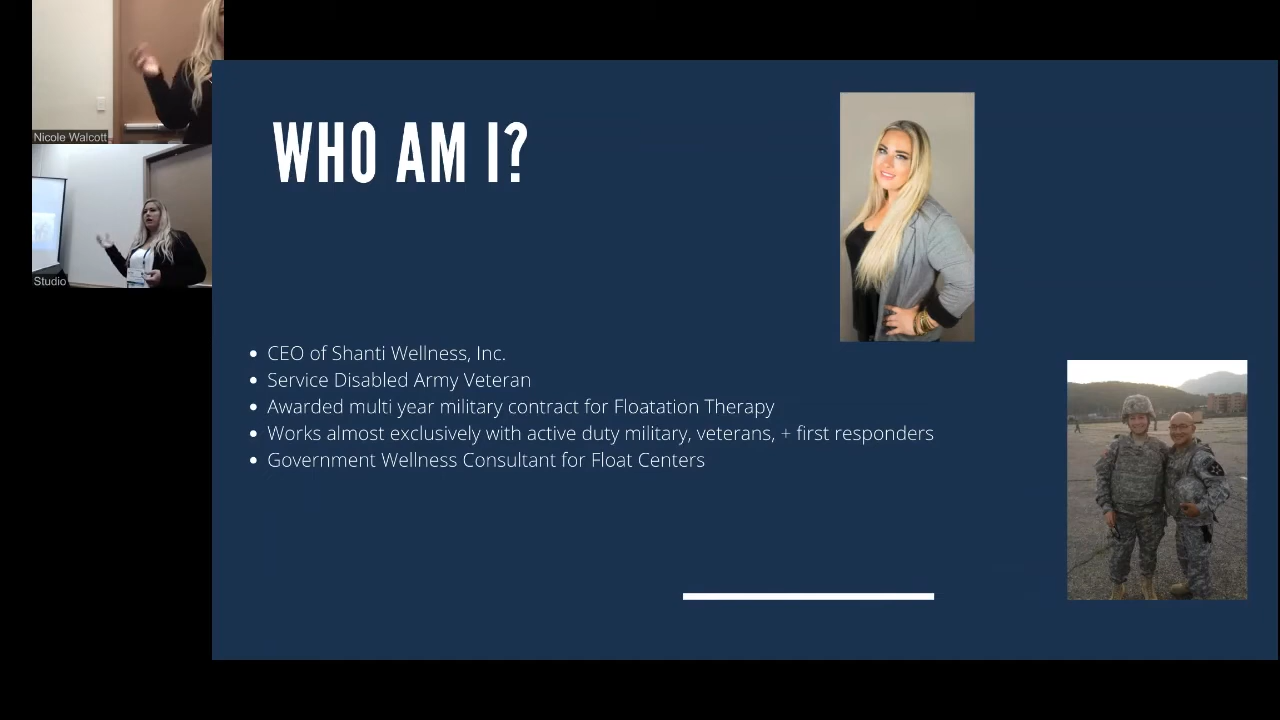 Nicole Walcott
Studio
WHO AM I?
CEO of Shanti Wellness, Inc.
Service Disabled Army Veteran
Awarded multi year military contract for Floatation Therapy
Works almost exclusively with active duty military, veterans, + first responders
Government Wellness Consultant for Float Centers